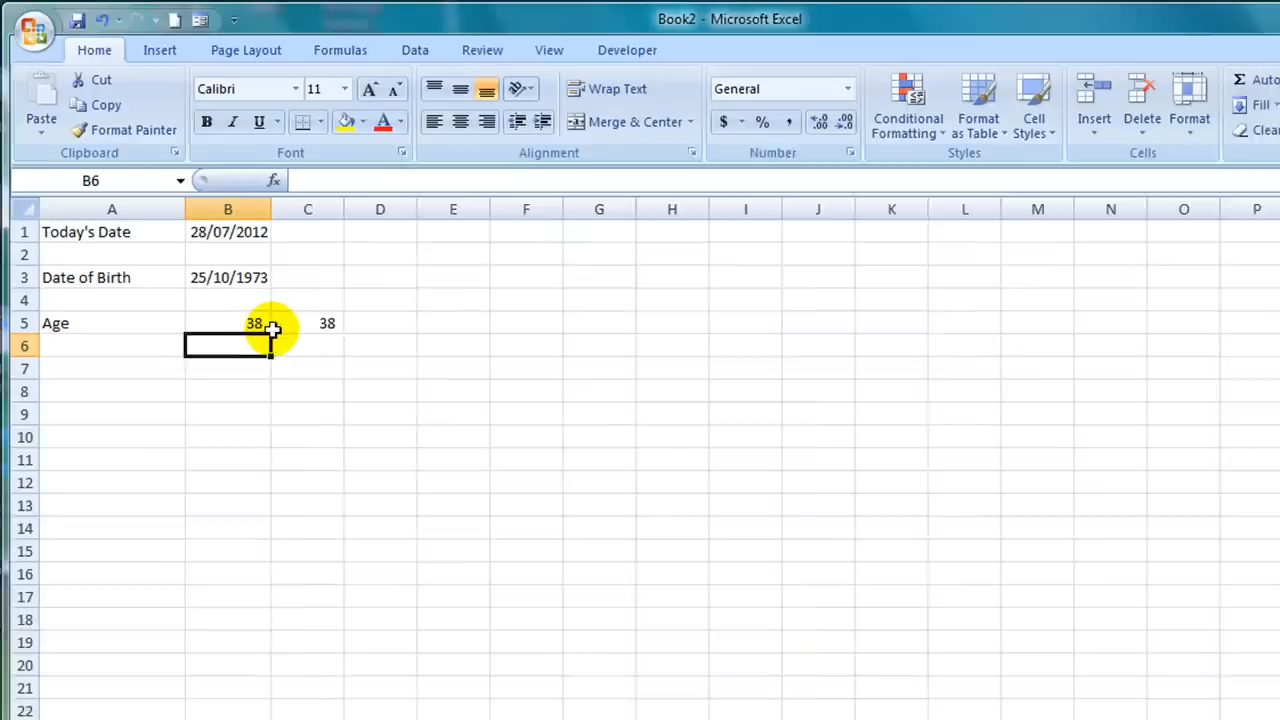 Book2 - Microsoft Excel
Home Insert Page Layout Formulas Data Review View Developer
Paste
Cut
Copy
Format Painter
Clipboard
Calibri 11
B I U A
Font
Wrap Text
Merge & Center
Alignment
General
$ % ,
Number
Conditional Formatting
Format as Table
Cell Styles
Styles
Insert Delete Format
Cells
Σ Auto
Fill
Clea
B6 fx
A B C D E F G H I J K L M N O P
1 Today's Date 28/07/2012
2
3 Date of Birth 25/10/1973
4
5 Age 38 38
6
7
8
9
10
11
12
13
14
15
16
17
18
19
20
21
22